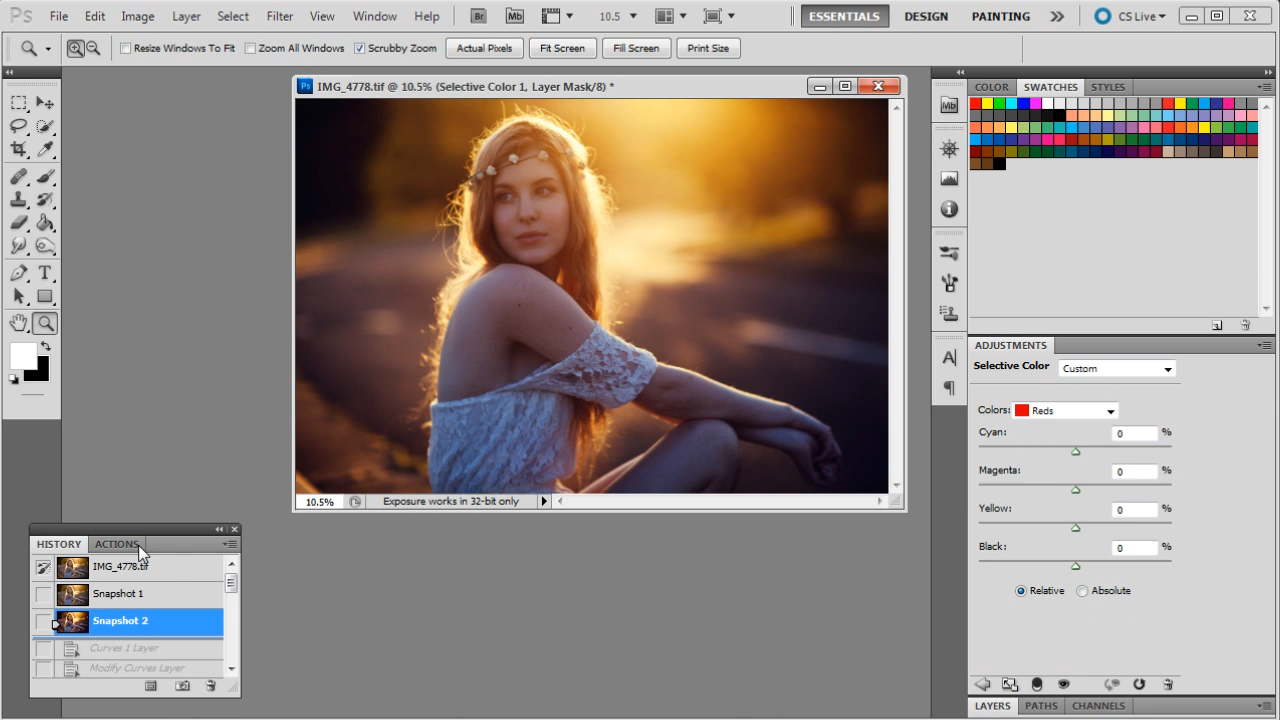 Ps File Edit Image Layer Select Filter View Window Help Br Mb 10.5 ESSENTIALS DESIGN PAINTING CS Live
Resize Windows To Fit Zoom All Windows Scrubby Zoom Actual Pixels Fit Screen Fill Screen Print Size
Ps IMG_4778.tif @ 10.5% (Selective Color 1, Layer Mask/8) *
10.5% Exposure works in 32-bit only
COLOR SWATCHES STYLES
Mb
ADJUSTMENTS
Selective Color Custom
Colors: Reds
Cyan: 0 %
Magenta: 0 %
Yellow: 0 %
Black: 0 %
Relative Absolute
LAYERS PATHS CHANNELS
HISTORY ACTIONS
IMG_4778.tif
Snapshot 1
Snapshot 2
Curves 1 Layer
Modify Curves Layer